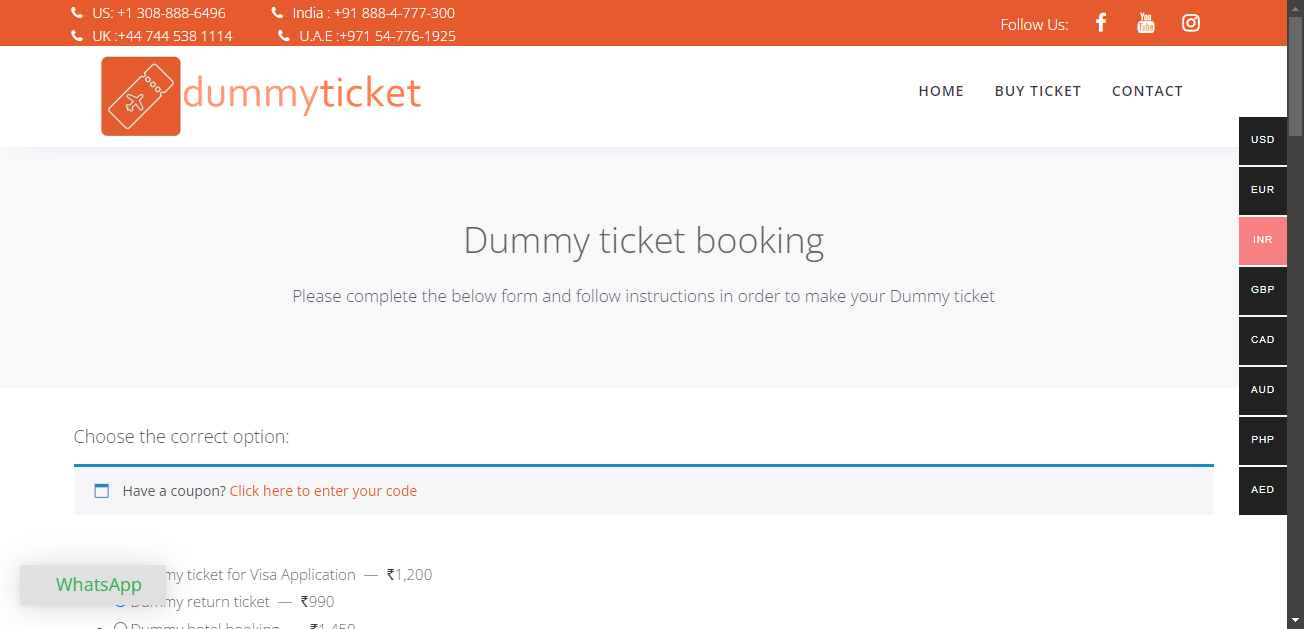 US: +1 308-888-6496
India : +91 888-4-777-300
UK :+44 744 538 1114
U.A.E :+971 54-776-1925
Follow Us:
You
Tube
dummyticket
HOME
BUY TICKET
CONTACT
USD
EUR
INR
GBP
CAD
AUD
PHP
AED
Dummy ticket booking
Please complete the below form and follow instructions in order to make your Dummy ticket
Choose the correct option:
Have a coupon? Click here to enter your code
ticket for Visa Application — ₹1,200
WhatsApp
Dummy return ticket — ₹990
Dummy hotel booking — ₹1,450